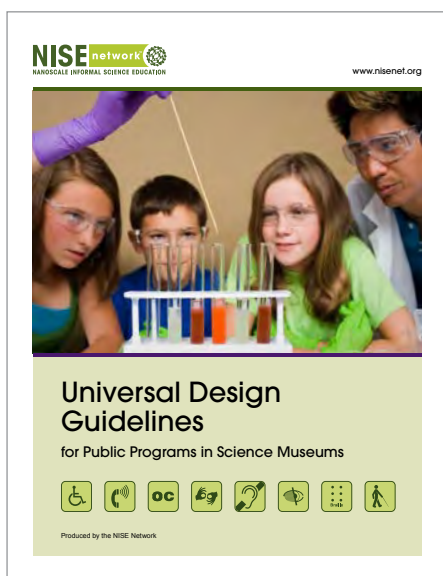 NISE network
NANOSCALE INFORMAL SCIENCE EDUCATION
www.nisenet.org
Universal Design
Guidelines
for Public Programs in Science Museums
OC
Produced by the NISE Network